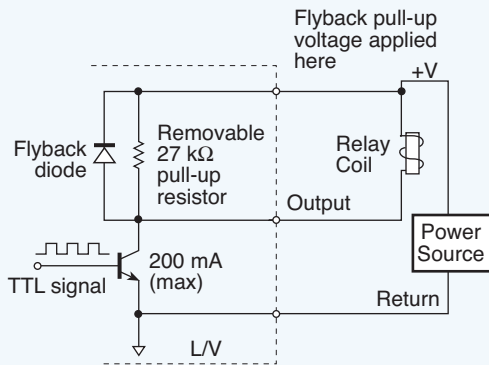 Flyback pull-up
voltage applied
here
+V
Flyback
diode
Removable
27 kΩ
pull-up
resistor
Relay
Coil
Output
Power
Source
TTL signal
200 mA
(max)
Return
L/V